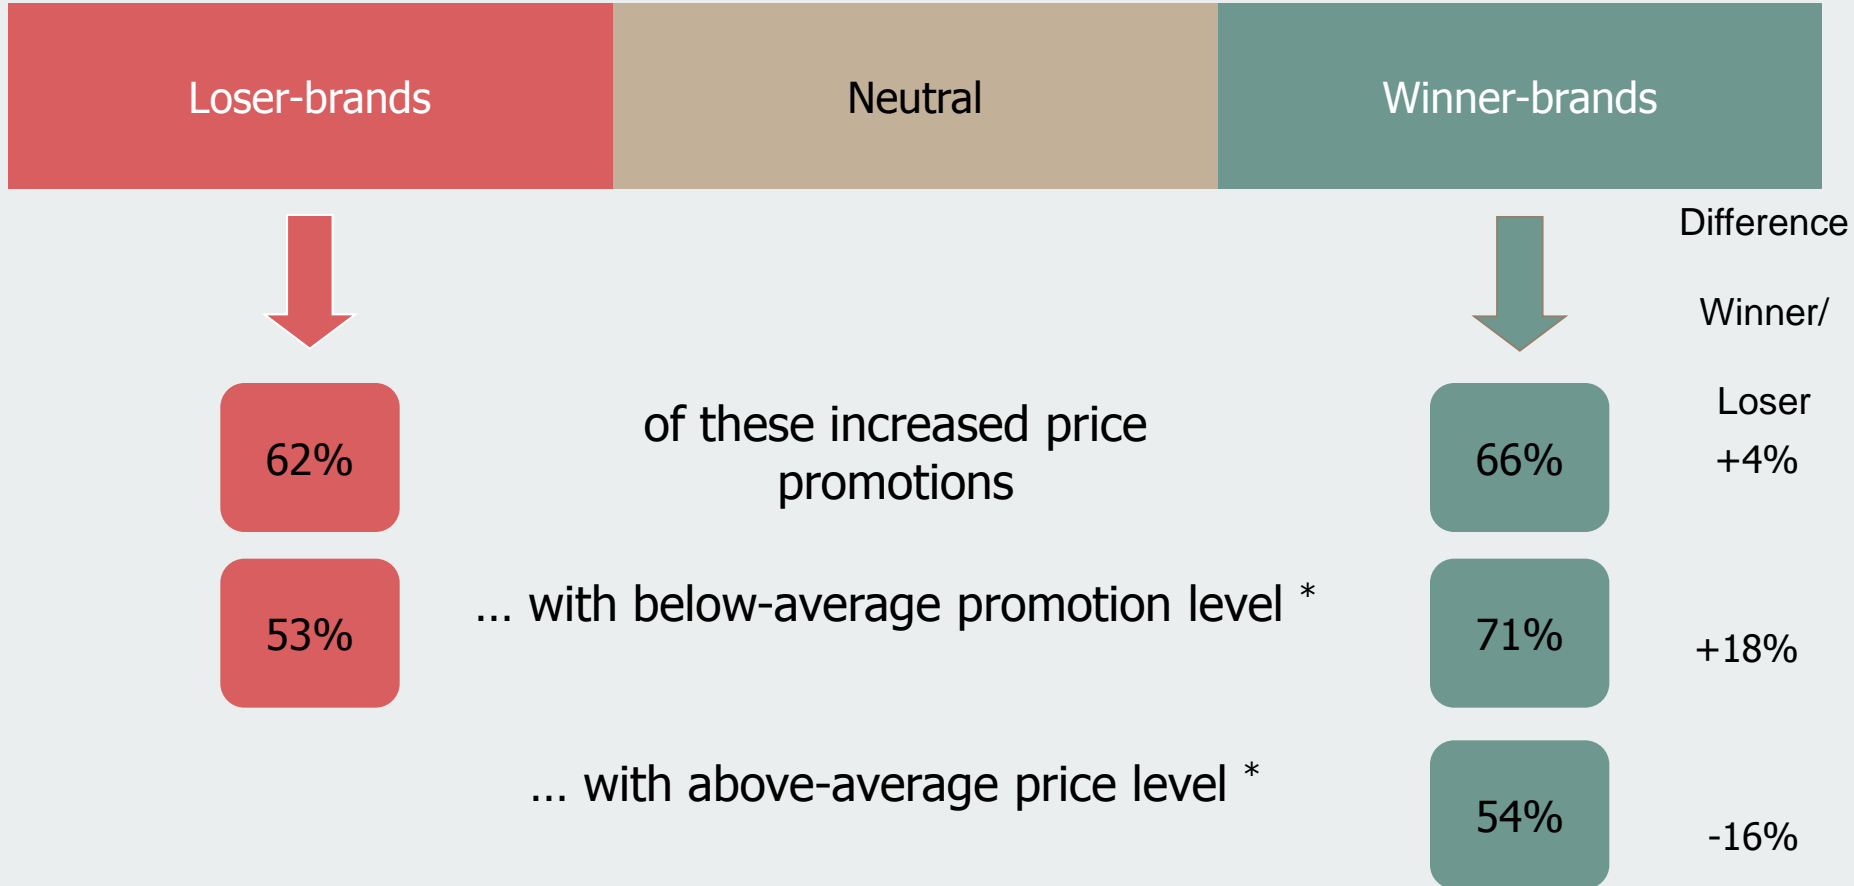 Loser-brands
Neutral
Winner-brands
Difference
Winner/
Loser
62%
of these increased price
promotions
66%
+4%
53%
... with below-average promotion level *
71%
+18%
... with above-average price level *
54%
-16%